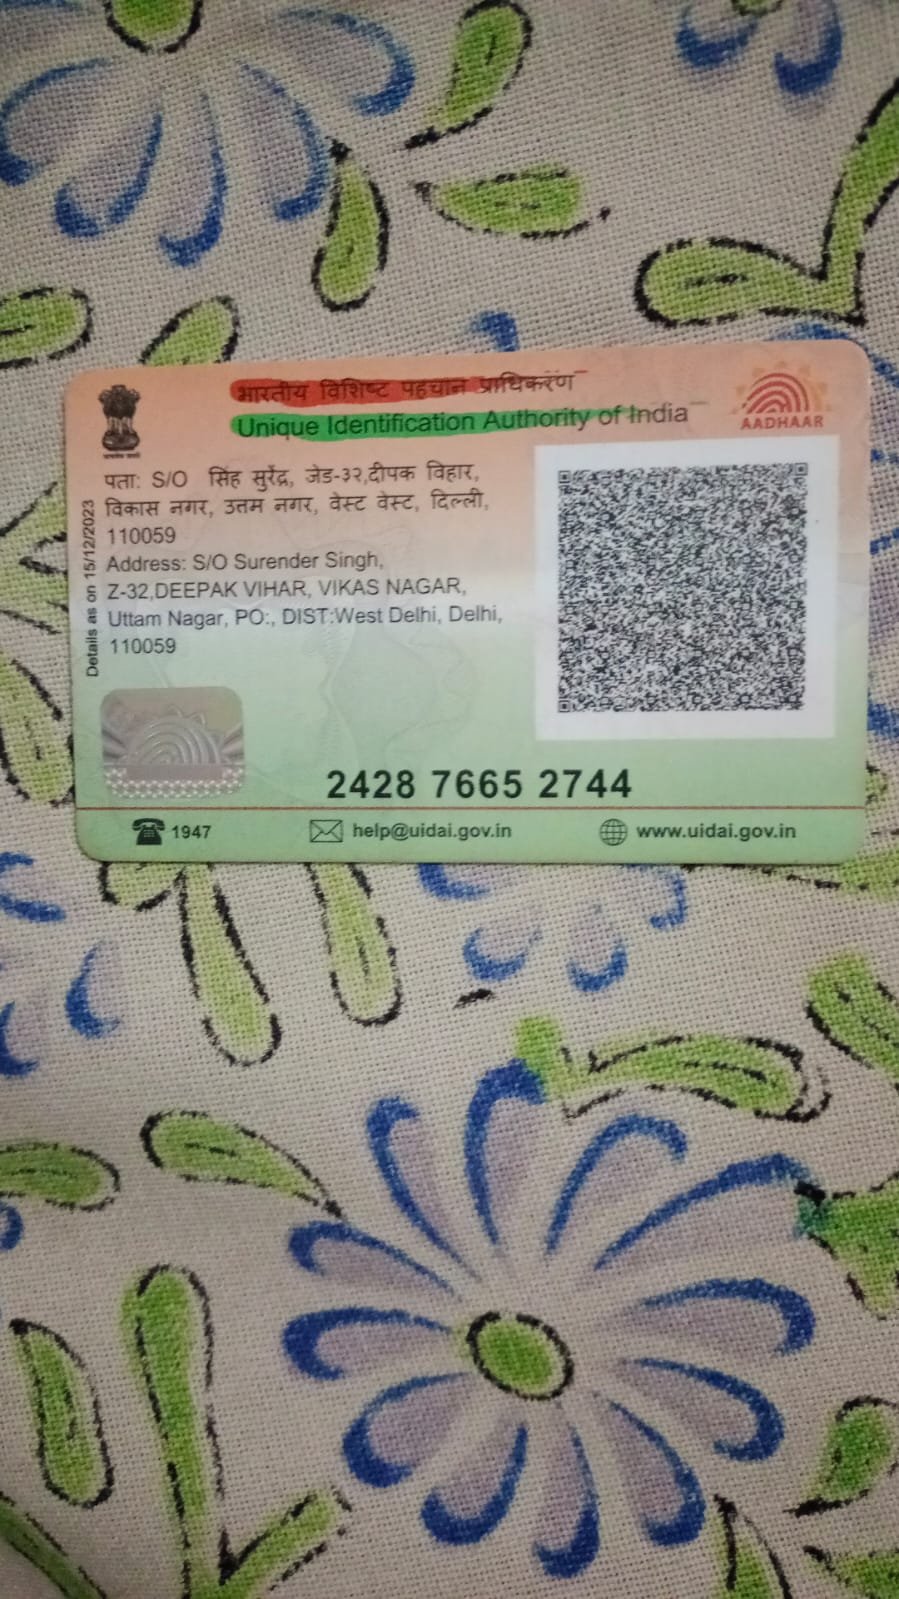 भारतीय विशिष्ट पहचान प्राधिकरण
Unique Identification Authority of India
AADHAAR
पता: S/O सिंह सुरेंद्र, जेड-३२,दीपक विहार,
विकास नगर, उत्तम नगर, वेस्ट वेस्ट, दिल्ली,
110059
Address: S/O Surender Singh,
Z-32,DEEPAK VIHAR, VIKAS NAGAR,
Uttam Nagar, PO:, DIST:West Delhi, Delhi,
110059
Details as on 15/12/2023
2428 7665 2744
1947
help@uidai.gov.in
www.uidai.gov.in